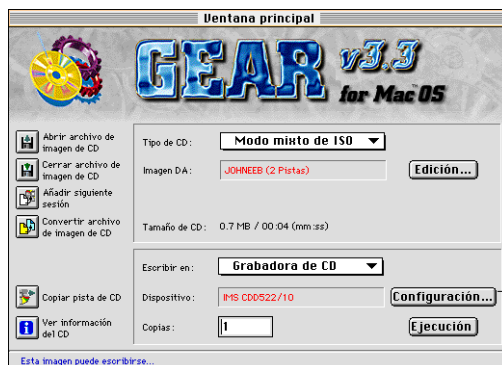 Ventana principal
GEAR v3.3
for Mac OS
Abrir archivo de
imagen de CD
Cerrar archivo de
imagen de CD
Añadir siguiente
sesión
Convertir archivo
de imagen de CD
Tipo de CD:
Modo mixto de ISO
Imagen DA:
JOHNEEB (2 Pistas)
Edición...
Tamaño de CD:
0.7 MB / 00:04 (mm:ss)
Copiar pista de CD
Ver información
del CD
Escribir en:
Grabadora de CD
Dispositivo:
IMS CDD522/10
Configuración...
Copias:
1
Ejecución
Esta imagen puede escribirse...